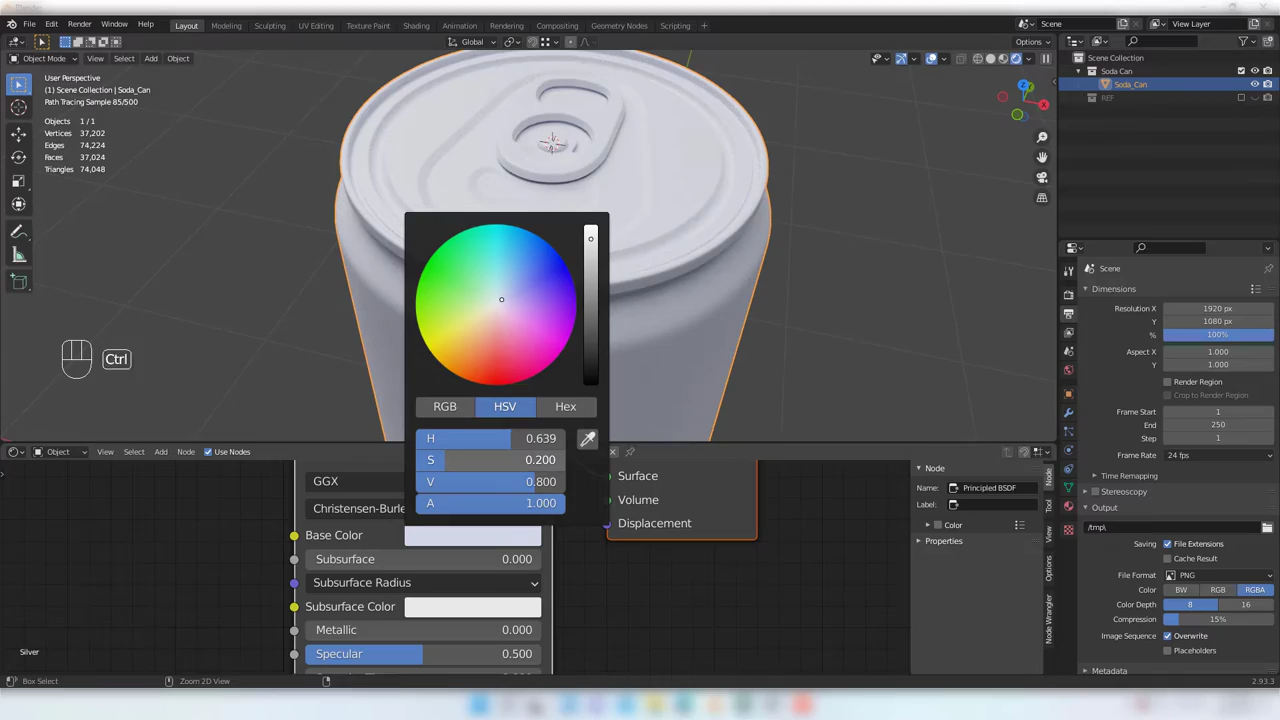 File Edit Render Window Help Layout Modeling Sculpting UV Editing Texture Paint Shading Animation Rendering Compositing Geometry Nodes Scripting + Scene View Layer
Global Options
Object Mode View Select Add Object
User Perspective
(1) Scene Collection | Soda_Can
Path Tracing Sample 85/500
Objects 1/1
Vertices 37,202
Edges 74,224
Faces 37,024
Triangles 74,048
Scene Collection
Soda Can
Soda_Can
REF
X
Ctrl
RGB HSV Hex
H 0.639
S 0.200
V 0.800
A 1.000
Object View Select Add Node Use Nodes
GGX
Christensen-Burle
Base Color
Subsurface 0.000
Subsurface Radius
Subsurface Color
Metallic 0.000
Specular 0.500
Surface
Volume
Displacement
Silver
Node
Name: Principled BSDF
Label:
Color
Properties
Node
Tool
View
Options
Node Wrangler
Scene
Dimensions
Resolution X 1920 px
Y 1080 px
% 100%
Aspect X 1.000
Y 1.000
Render Region
Crop to Render Region
Frame Start 1
End 250
Step 1
Frame Rate 24 fps
Time Remapping
Stereoscopy
Output
/tmp\
Saving File Extensions
Cache Result
File Format PNG
Color BW RGB RGBA
Color Depth 8 16
Compression 15%
Image Sequence Overwrite
Placeholders
Metadata
Box Select Zoom 2D View 2.93.3